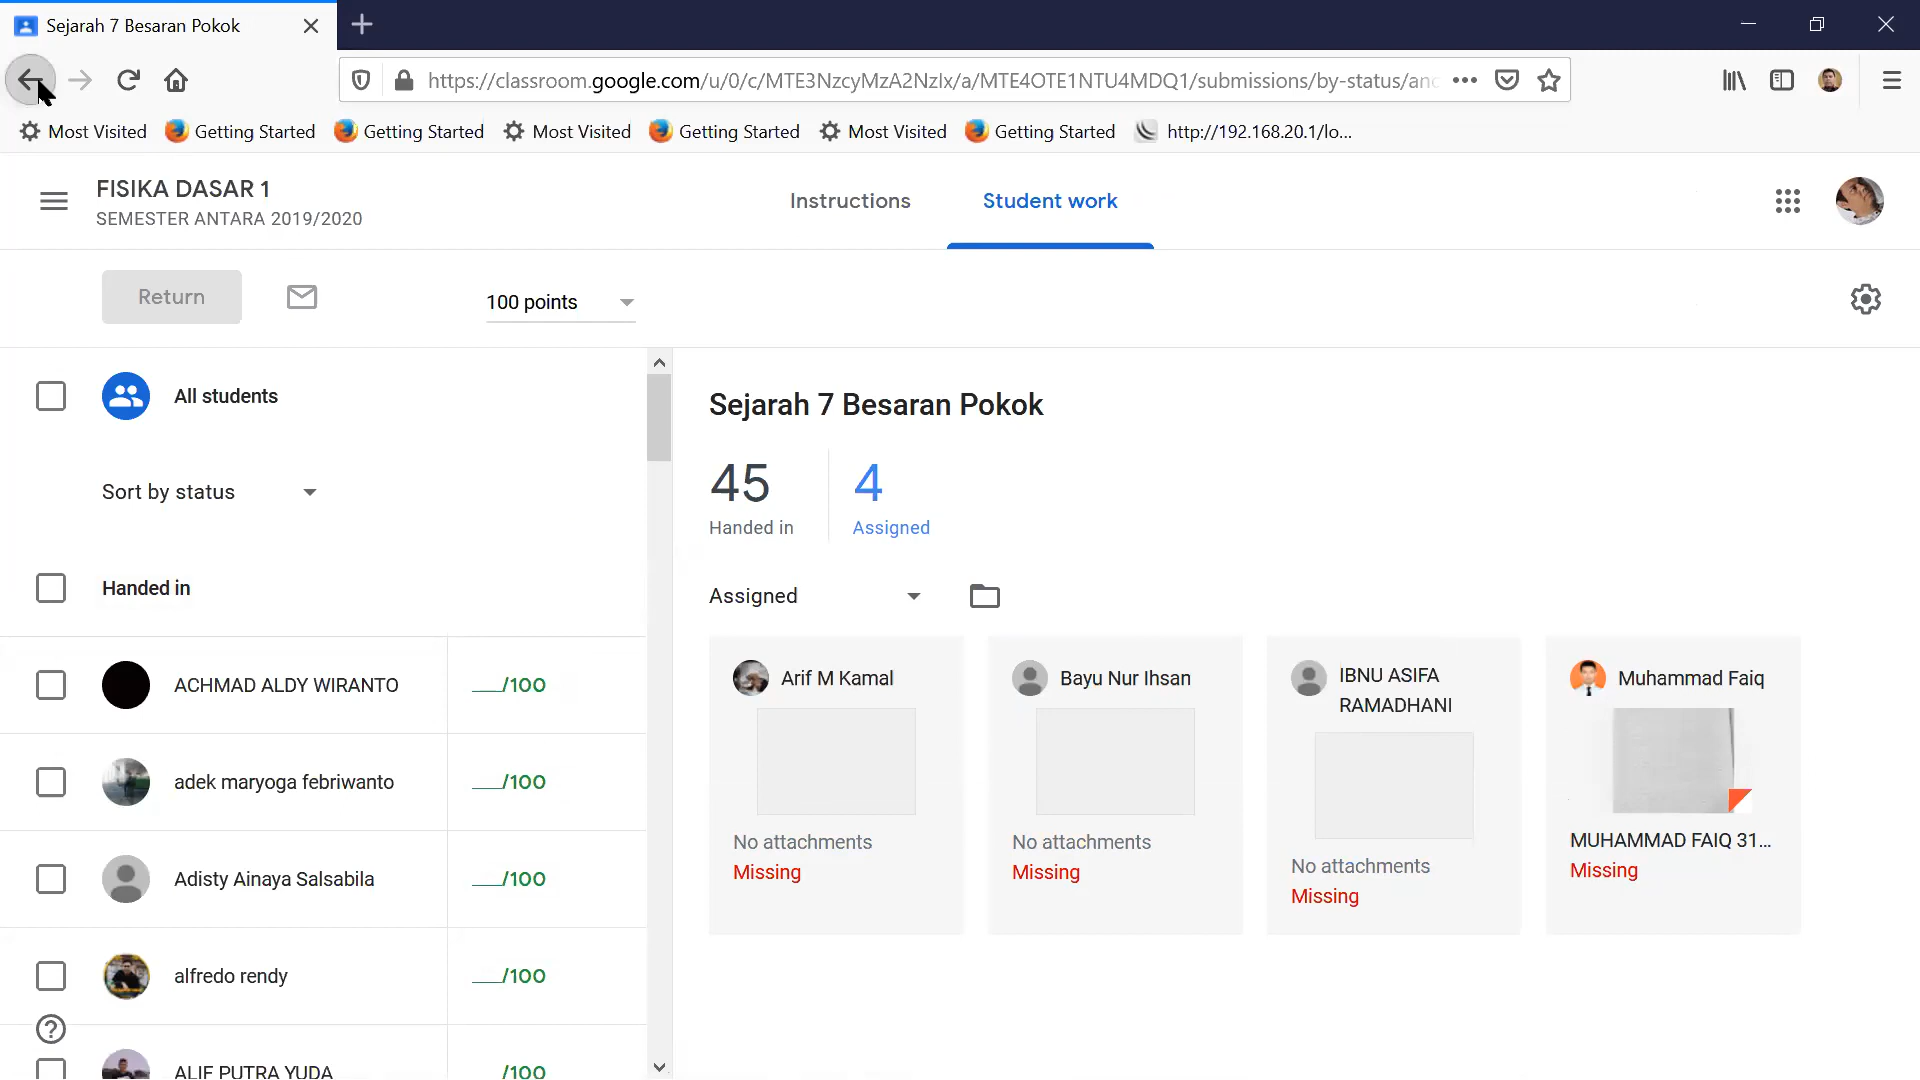 Sejarah 7 Besaran Pokok
https://classroom.google.com/u/0/c/MTE3NzcyMzA2NzIx/a/MTE4OTE1NTU4MDQ1/submissions/by-status/anc
Most Visited
Getting Started
Getting Started
Most Visited
Getting Started
Most Visited
Getting Started
http://192.168.20.1/lo...
FISIKA DASAR 1
SEMESTER ANTARA 2019/2020
Instructions
Student work
Return
100 points
All students
Sort by status
Handed in
ACHMAD ALDY WIRANTO
___/100
adek maryoga febriwanto
___/100
Adisty Ainaya Salsabila
___/100
alfredo rendy
___/100
ALIF PUTRA YUDA
/100
Sejarah 7 Besaran Pokok
45
Handed in
4
Assigned
Assigned
Arif M Kamal
No attachments
Missing
Bayu Nur Ihsan
No attachments
Missing
IBNU ASIFA
RAMADHANI
No attachments
Missing
Muhammad Faiq
MUHAMMAD FAIQ 31...
Missing